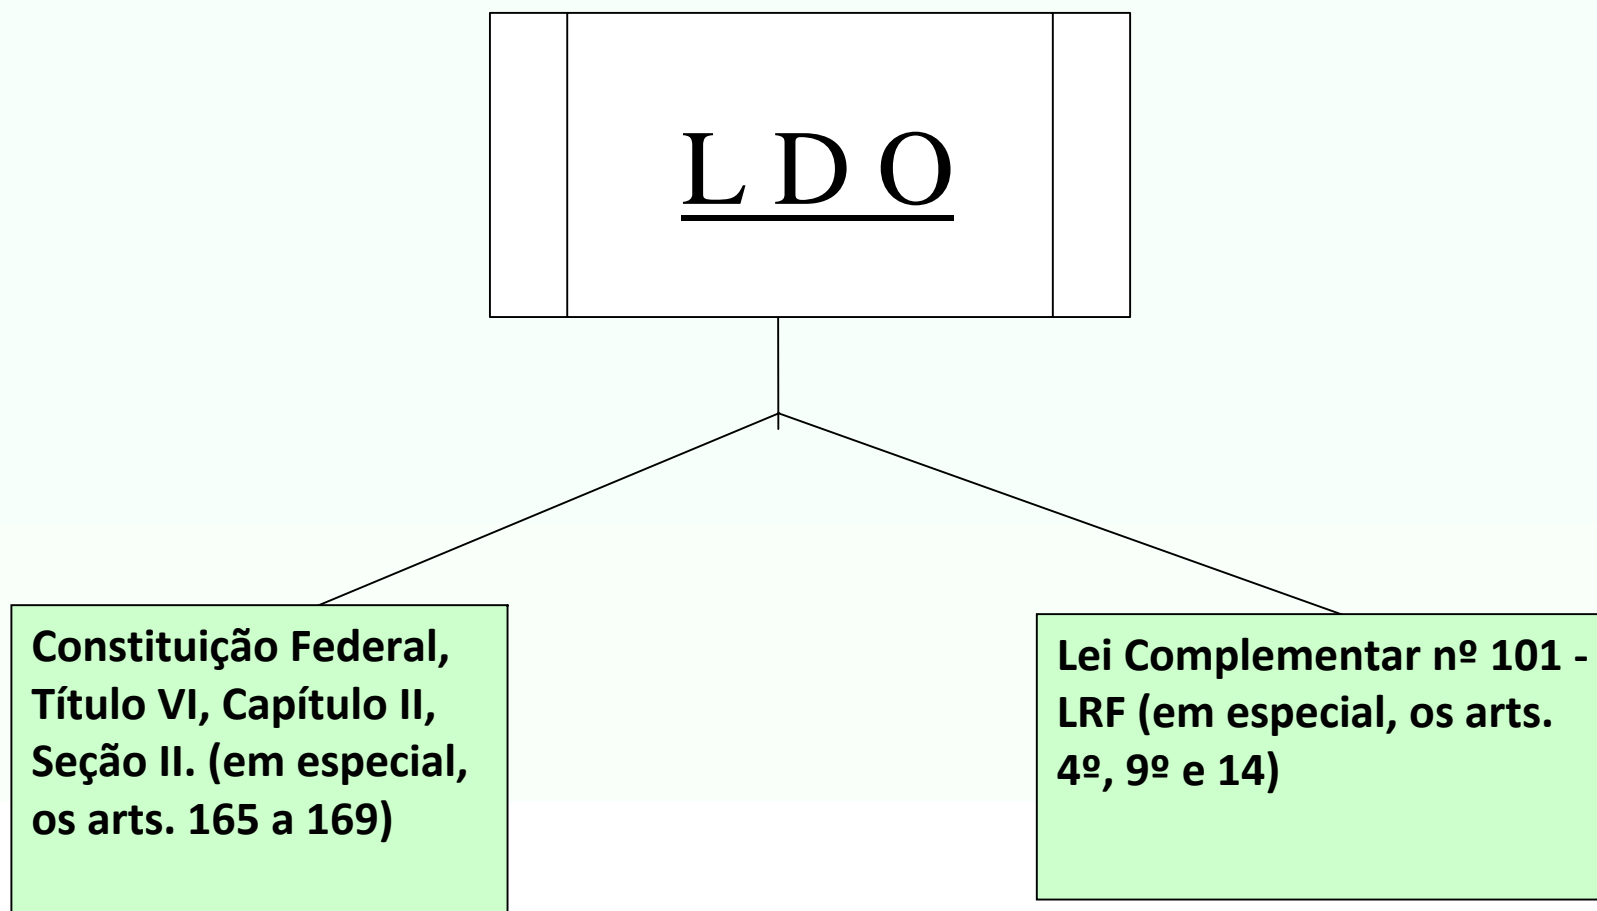 L D O
Constituição Federal,
Título VI, Capítulo II,
Seção II. (em especial,
os arts. 165 a 169)
Lei Complementar nº 101 -
LRF (em especial, os arts.
4º, 9º e 14)